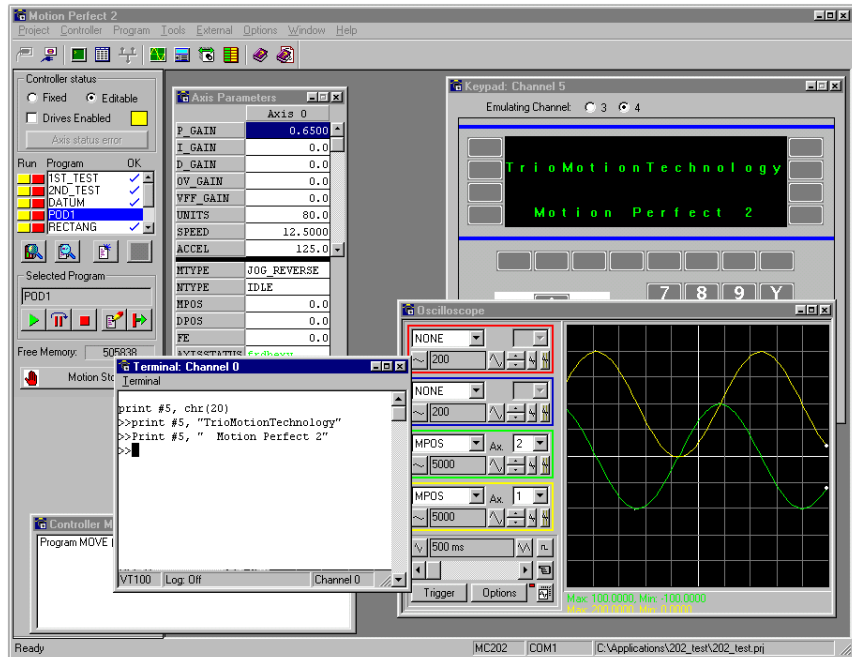 Motion Perfect 2
Project Controller Program Tools External Options Window Help
Controller status
Fixed Editable
Drives Enabled
Axis status error
Run Program OK
1ST_TEST
2ND_TEST
DATUM
POD1
RECTANG
Selected Program
POD1
Free Memory: 505838
Axis Parameters
Axis 0
P_GAIN 0.6500
I_GAIN 0.0
D_GAIN 0.0
OV_GAIN 0.0
VFF_GAIN 0.0
UNITS 80.0
SPEED 12.5000
ACCEL 125.0
MTYPE JOG_REVERSE
NTYPE IDLE
MPOS 0.0
DPOS 0.0
FE 0.0
Keypad: Channel 5
Emulating Channel: 3 4
TrioMotionTechnology
Motion Perfect 2
7 8 9 Y
Terminal: Channel 0
Terminal
print #5, chr(20)
>>print #5, "TrioMotionTechnology"
>>Print #5, "  Motion Perfect 2"
>>
VT100 Log: Off Channel 0
Oscilloscope
NONE
200
NONE
200
MPOS Ax. 2
5000
MPOS Ax. 1
5000
500 ms
Trigger Options
Max: 100.0000, Min: -100.0000
Max: 200.0000, Min: 0.0000
Program MOVE
Ready MC202 COM1 C:\Applications\202_test\202_test.prj